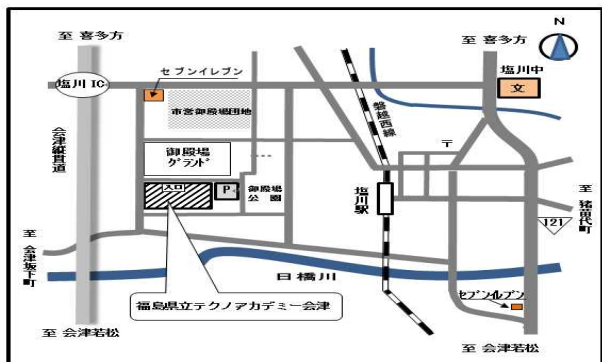 至 喜多方
至 喜多方
N
塩川 IC
セブンイレブン
塩川中
文
市営御殿場団地
磐越西線
会津縦貫道
御殿場
グランド
〒
入口
P
御殿場
公園
塩川駅
至 猪苗代町
121
至 会津坂下町
日橋川
福島県立テクノアカデミー会津
セブンイレブン
至 会津若松
至 会津若松